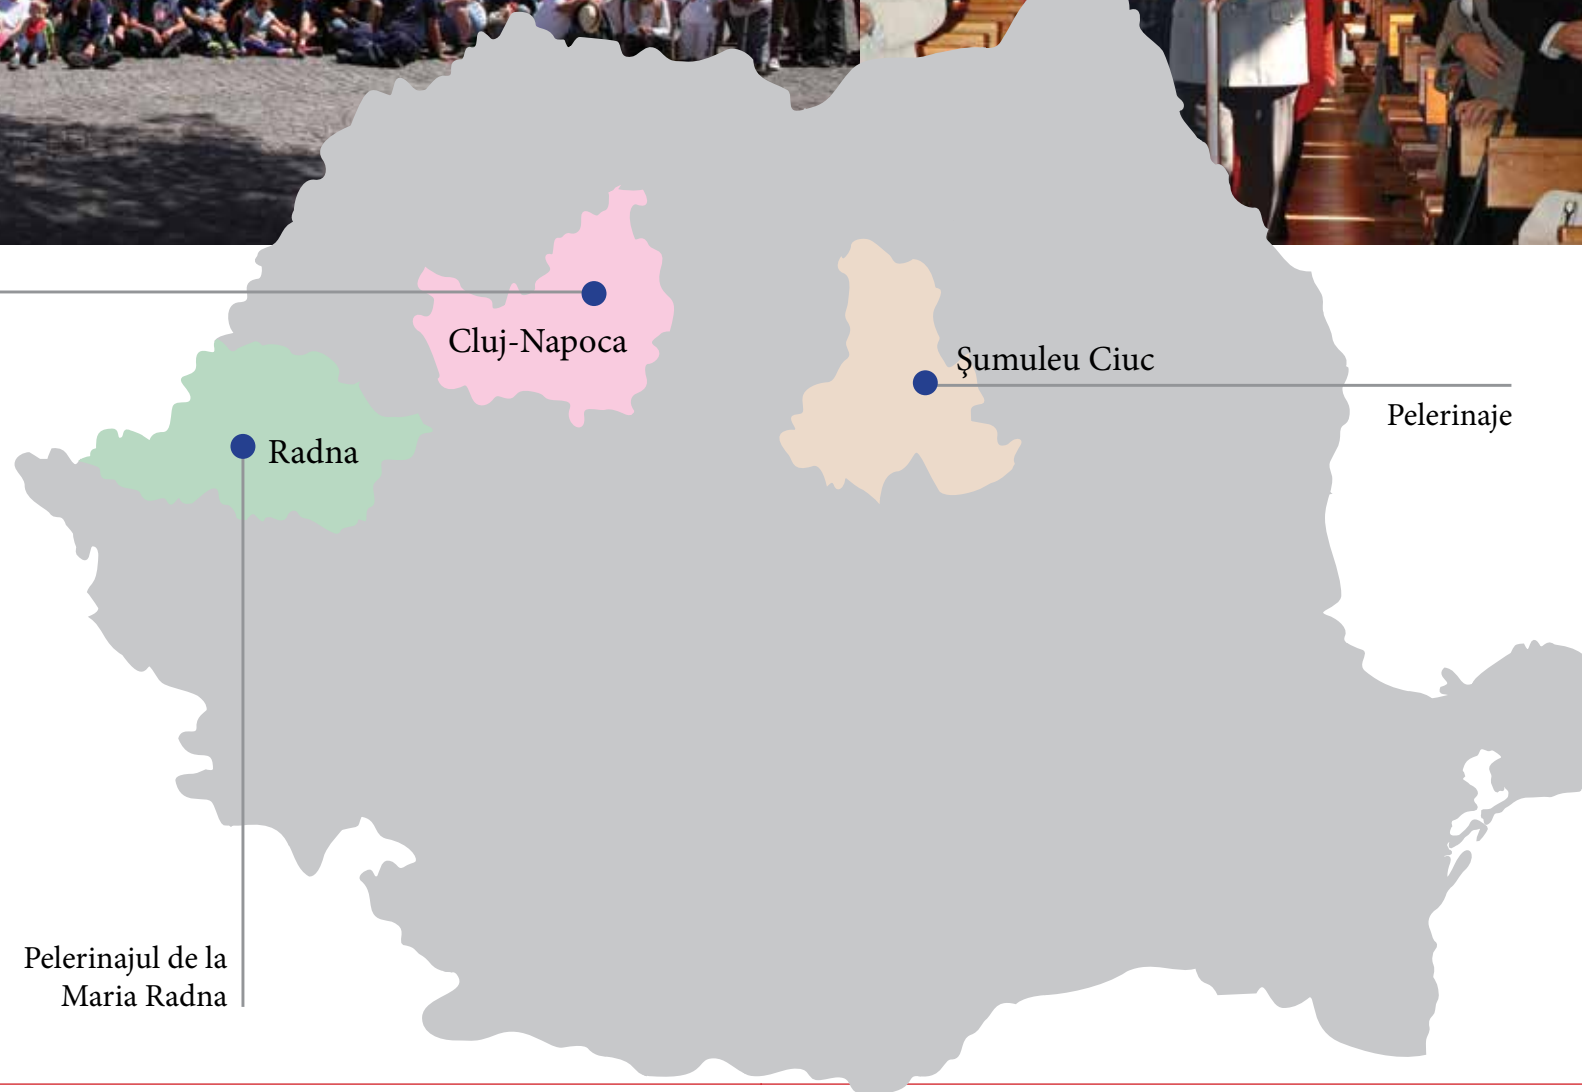 Cluj-Napoca
Şumuleu Ciuc
Pelerinaje
Radna
Pelerinajul de la
Maria Radna